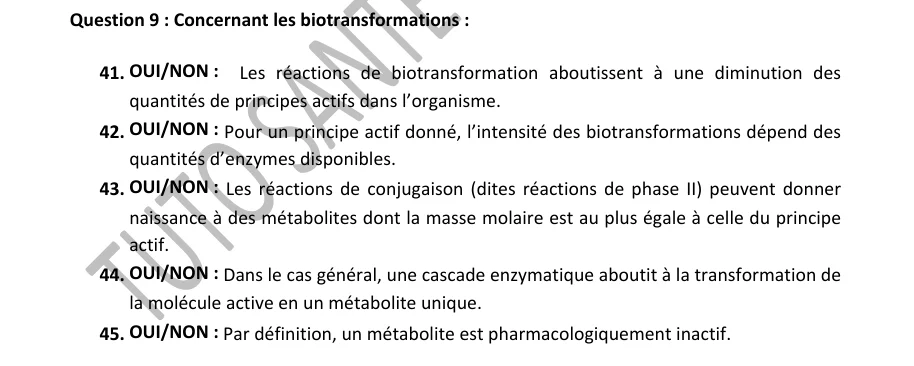 Question 9 : Concernant les biotransformations :
41. OUI/NON : Les réactions de biotransformation aboutissent à une diminution des
quantités de principes actifs dans l'organisme.
42. OUI/NON : Pour un principe actif donné, l'intensité des biotransformations dépend des
quantités d'enzymes disponibles.
43. OUI/NON : Les réactions de conjugaison (dites réactions de phase II) peuvent donner
naissance à des métabolites dont la masse molaire est au plus égale à celle du principe
actif.
44. OUI/NON : Dans le cas général, une cascade enzymatique aboutit à la transformation de
la molécule active en un métabolite unique.
45. OUI/NON : Par définition, un métabolite est pharmacologiquement inactif.
TUTO SANTE